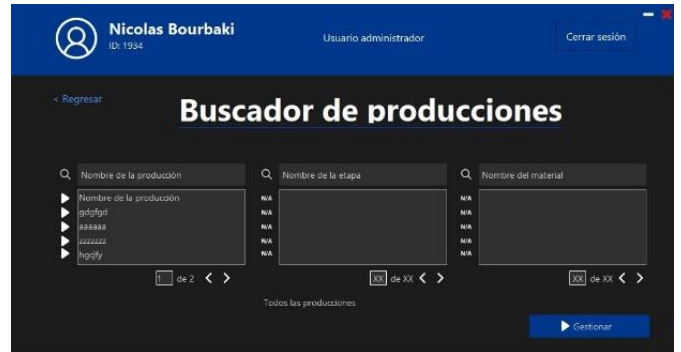 Nicolas Bourbaki
ID: 1934
Usuario administrador
Cerrar sesión
< Regresar
Buscador de producciones
Nombre de la producción
Nombre de la etapa
Nombre del material
Nombre de la producción
N/A
N/A
gdgfgd
N/A
N/A
aaaaaa
N/A
N/A
zzzzzzz
N/A
N/A
hgcjfy
N/A
N/A
1 de 2 < >
XX de XX < >
XX de XX < >
Todos las producciones
Gestionar